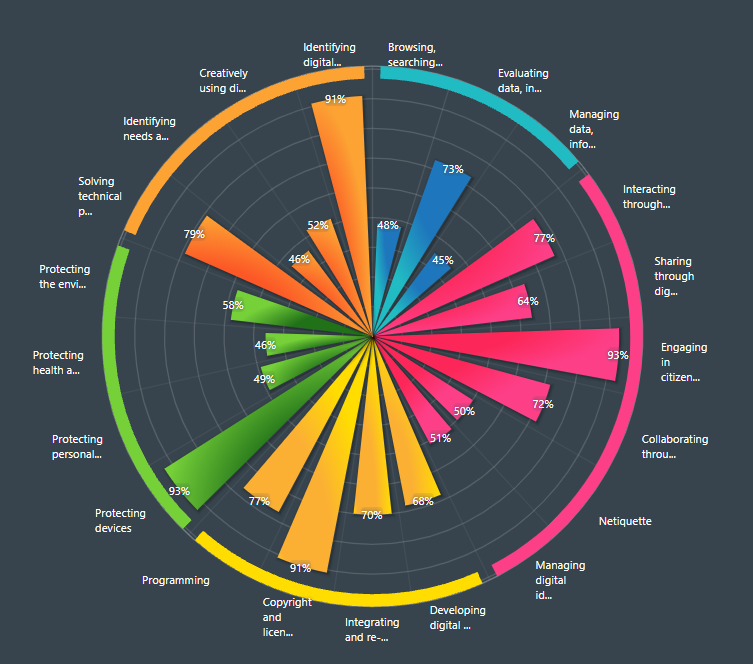 Identifying
digital...
Browsing,
searching...
Evaluating
data, in...
Managing
data,
info...
Interacting
through...
Sharing
through
dig...
Engaging
in
citizen...
Collaborating
throu...
Netiquette
Managing
digital
id...
Developing
digital ...
Integrating
and re-...
Copyright
and
licen...
Programming
Protecting
devices
Protecting
personal...
Protecting
health a...
Protecting
the envi...
Solving
technical
p...
Identifying
needs a...
Creatively
using di...
48%
73%
45%
77%
64%
93%
72%
50%
51%
68%
70%
91%
77%
93%
49%
46%
58%
79%
46%
52%
91%